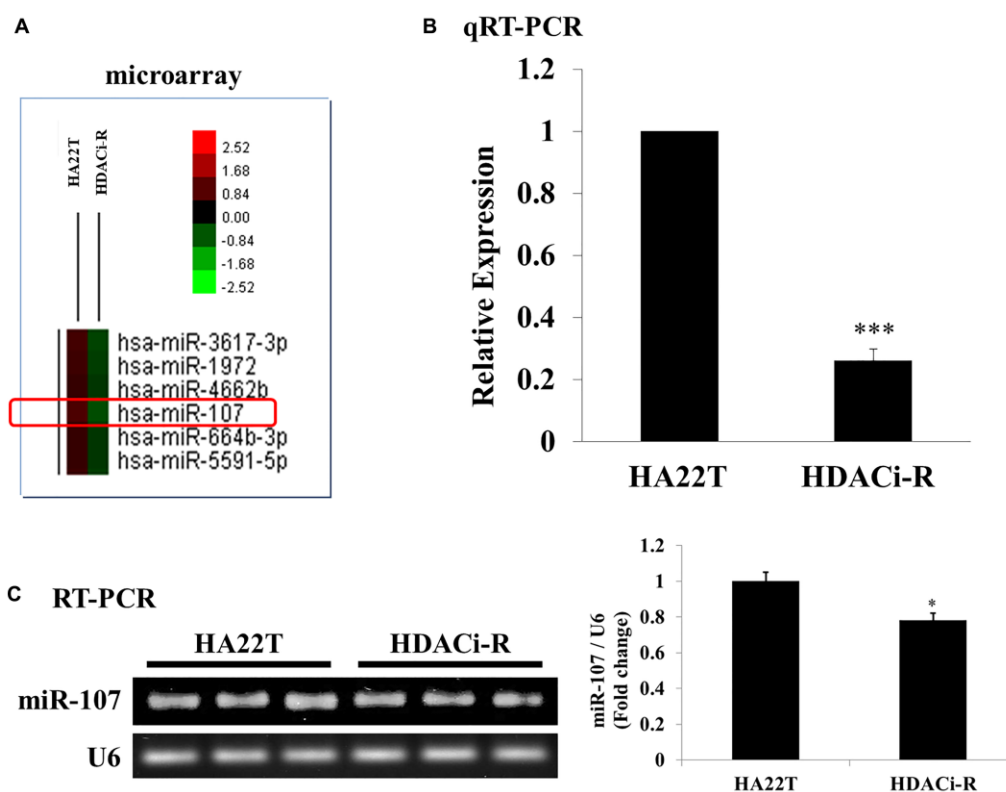 A
microarray
HA22T
HDACi-R
2.52
1.68
0.84
0.00
-0.84
-1.68
-2.52
hsa-miR-3617-3p
hsa-miR-1972
hsa-miR-4662b
hsa-miR-107
hsa-miR-664b-3p
hsa-miR-5591-5p
B qRT-PCR
Relative Expression
1.2
1
0.8
0.6
0.4
0.2
0
***
HA22T HDACi-R
C RT-PCR
HA22T HDACi-R
miR-107
U6
miR-107 / U6
(Fold change)
1.2
1
0.8
0.6
0.4
0.2
0
*
HA22T HDACi-R